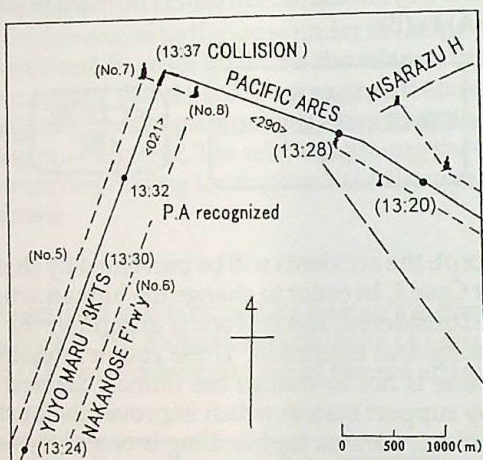 (13:37 COLLISION)
(No.7)
(No.8)
PACIFIC ARES
<290>
KISARAZU H
<021>
(13:28)
(13:20)
13:32
P.A recognized
(No.5)
(13:30)
(No.6)
YUYO MARU 13K'TS
NAKANOSE F'rwy
(13:24)
0 500 1000(m)